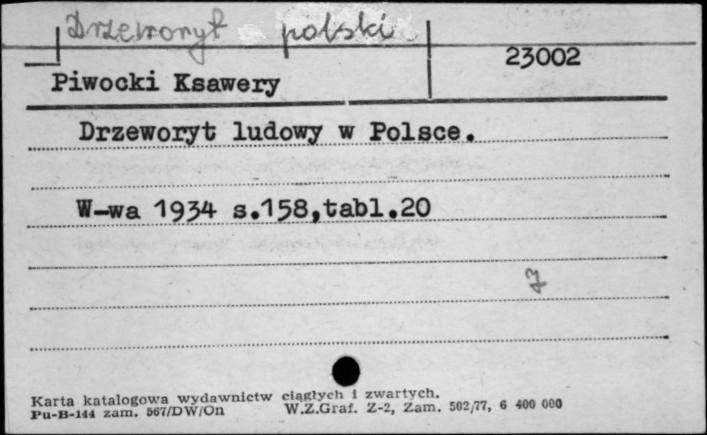 Drzeworyt polski
23002
Piwocki Ksawery
Drzeworyt ludowy w Polsce.
W-wa 1934 s.158,tabl.20
J
Karta katalogowa wydawnictw ciągłych i zwartych.
Pu-B-144 zam. 567/DW/On W.Z.Graf. Z-2, Zam. 502/77, 6 400 000